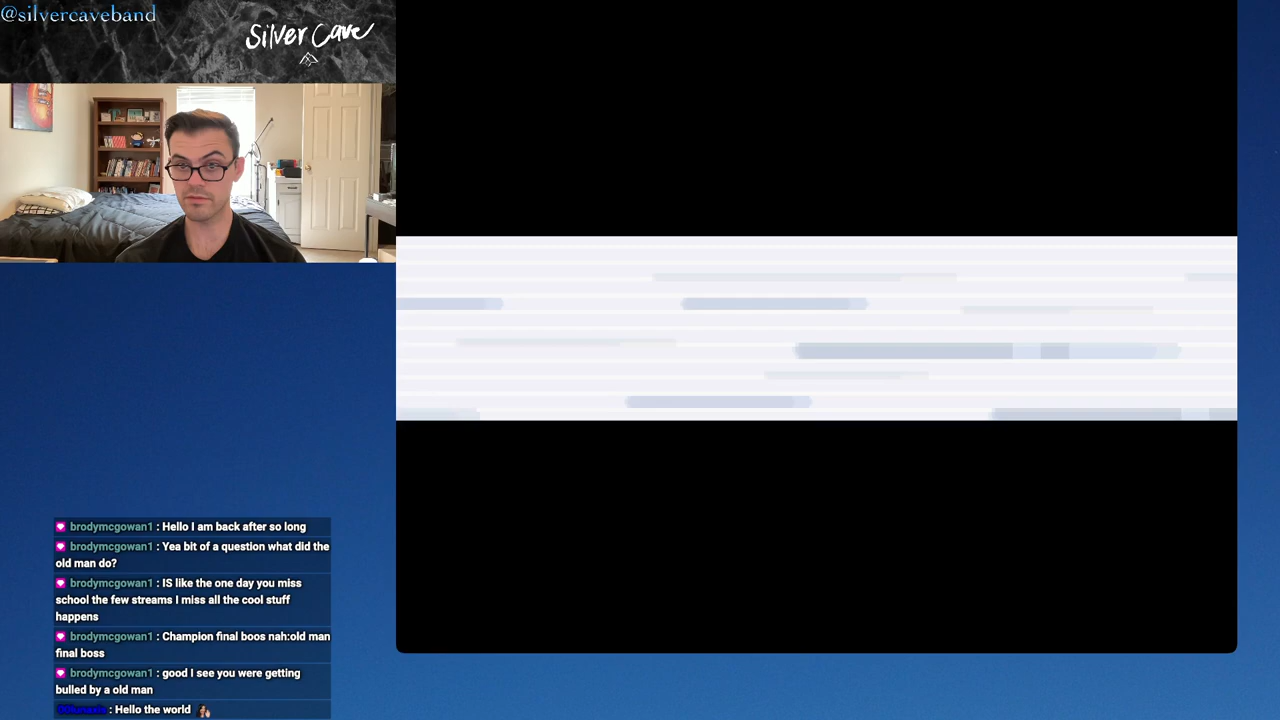 @silvercaveband
Silver Cave
brodymcgowan1 : Hello I am back after so long
brodymcgowan1 : Yea bit of a question what did the
old man do?
brodymcgowan1 : IS like the one day you miss
school the few streams I miss all the cool stuff
happens
brodymcgowan1 : Champion final boos nah:old man
final boss
brodymcgowan1 : good I see you were getting
bulled by a old man
: Hello the world